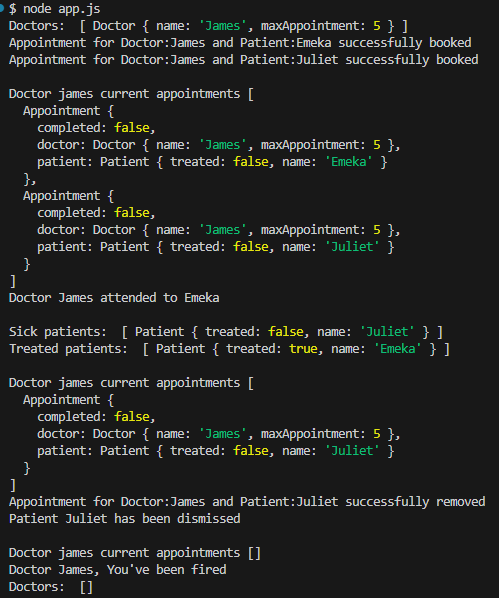 $ node app.js
Doctors:  [ Doctor { name: 'James', maxAppointment: 5 } ]
Appointment for Doctor:James and Patient:Emeka successfully booked
Appointment for Doctor:James and Patient:Juliet successfully booked

Doctor james current appointments [
  Appointment {
    completed: false,
    doctor: Doctor { name: 'James', maxAppointment: 5 },
    patient: Patient { treated: false, name: 'Emeka' }
  },
  Appointment {
    completed: false,
    doctor: Doctor { name: 'James', maxAppointment: 5 },
    patient: Patient { treated: false, name: 'Juliet' }
  }
]
Doctor James attended to Emeka

Sick patients:  [ Patient { treated: false, name: 'Juliet' } ]
Treated patients:  [ Patient { treated: true, name: 'Emeka' } ]

Doctor james current appointments [
  Appointment {
    completed: false,
    doctor: Doctor { name: 'James', maxAppointment: 5 },
    patient: Patient { treated: false, name: 'Juliet' }
  }
]
Appointment for Doctor:James and Patient:Juliet successfully removed
Patient Juliet has been dismissed

Doctor james current appointments []
Doctor James, You've been fired
Doctors:  []